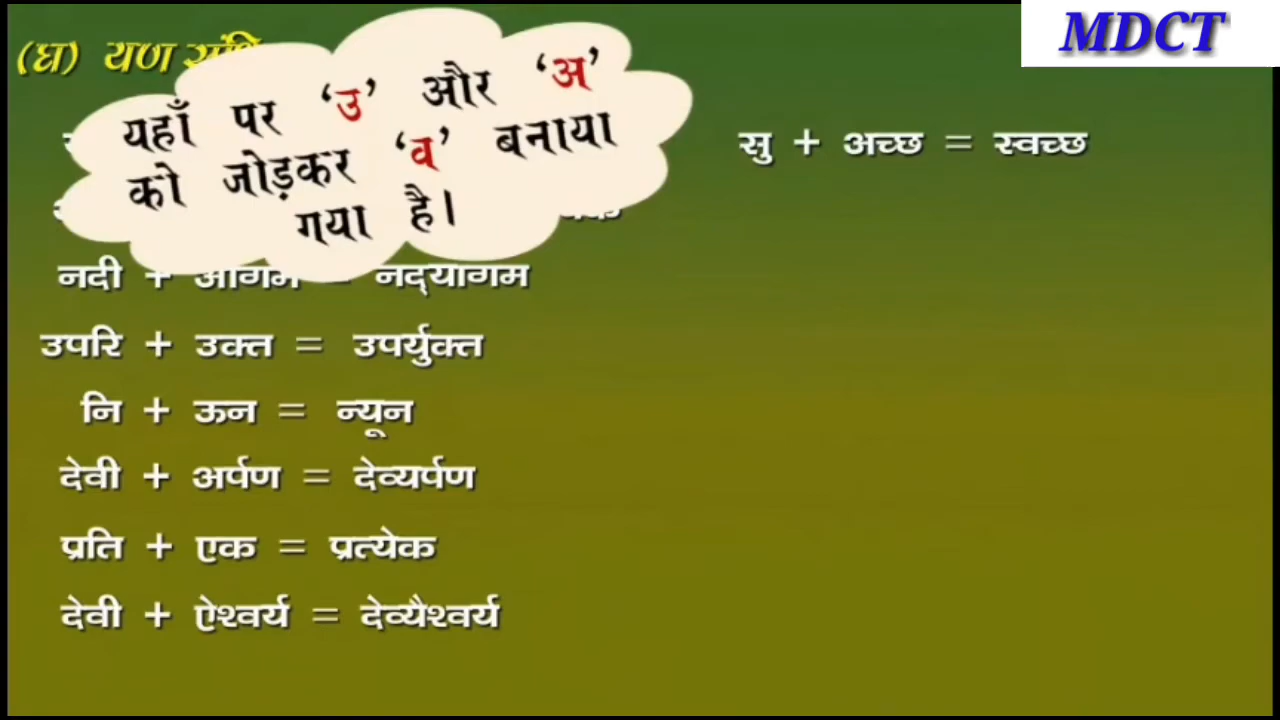 MDCT
(घ) यण
यहाँ पर ‘उ’ और ‘अ’
को जोड़कर ‘व’ बनाया
गया है।
सु + अच्छ = स्वच्छ
नदी + आगम = नद्यागम
उपरि + उक्त = उपर्युक्त
नि + ऊन = न्यून
देवी + अर्पण = देव्यर्पण
प्रति + एक = प्रत्येक
देवी + ऐश्वर्य = देव्यैश्वर्य